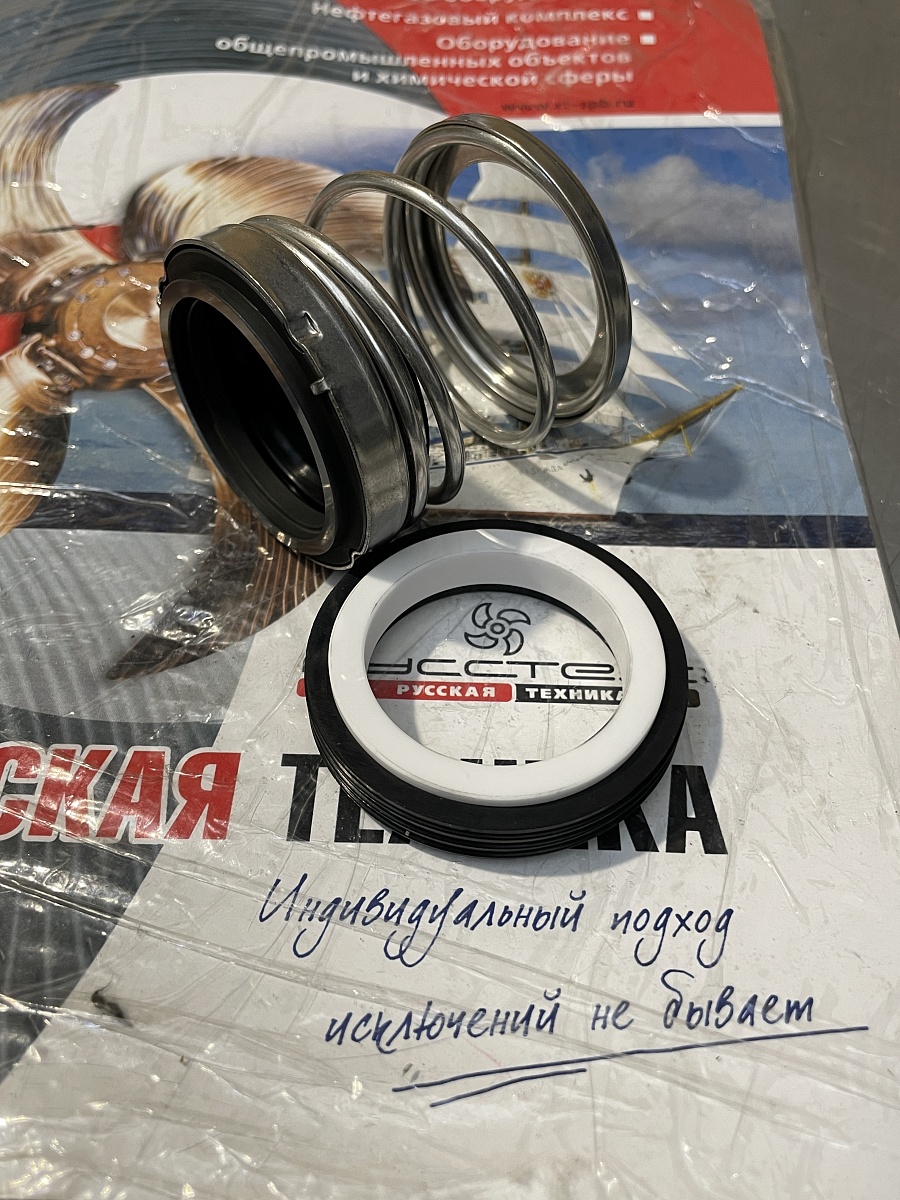 Нефтегазовый комплекс
Оборудование
общепромышленных объектов
и химической сферы
РУССКАЯ ТЕХНИКА
СКАЯ
Индивидуальный подход
исключений не бывает